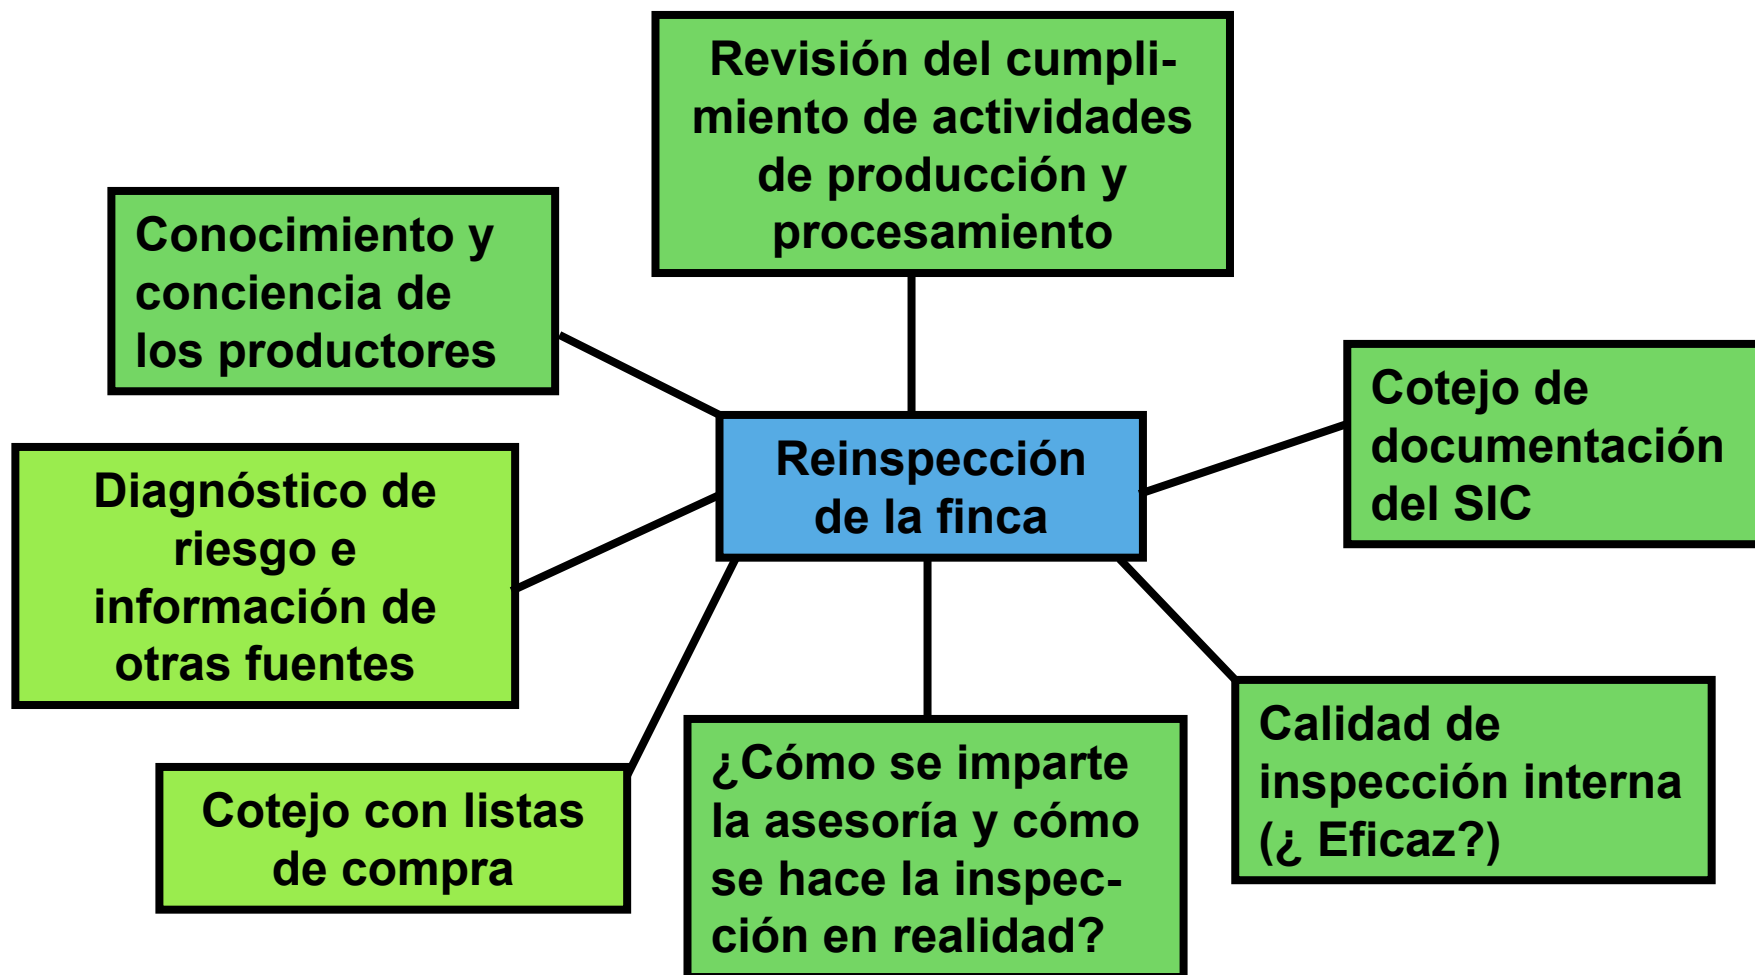 Revisión del cumpli-
miento de actividades
de producción y
procesamiento
Conocimiento y
conciencia de
los productores
Cotejo de
documentación
del SIC
Reinspección
de la finca
Diagnóstico de
riesgo e
información de
otras fuentes
Calidad de
inspección interna
(¿ Eficaz?)
¿Cómo se imparte
la asesoría y cómo
se hace la inspec-
ción en realidad?
Cotejo con listas
de compra